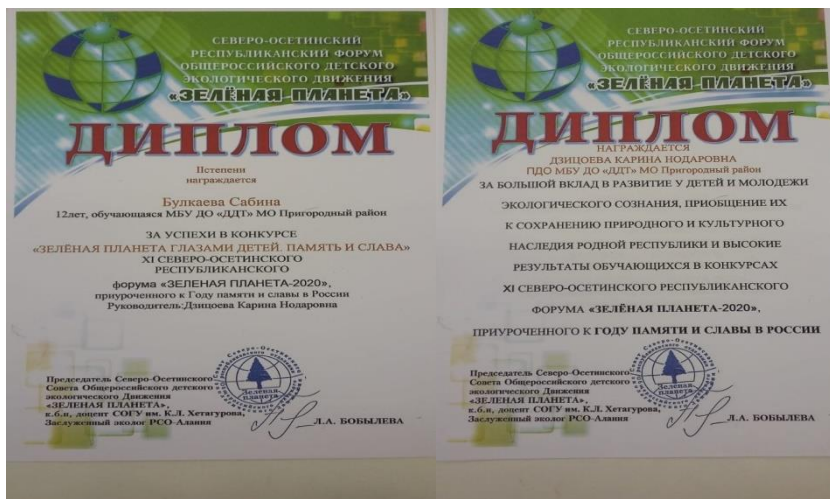 СЕВЕРО-ОСЕТИНСКИЙ
РЕСПУБЛИКАНСКИЙ ФОРУМ
ОБЩЕРОССИЙСКОГО ДЕТСКОГО
ЭКОЛОГИЧЕСКОГО ДВИЖЕНИЯ
«ЗЕЛЁНАЯ ПЛАНЕТА»
ДИПЛОМ
IIстепени
награждается
Булкаева Сабина
12лет, обучающаяся МБУ ДО «ДДТ» МО Пригородный район
ЗА УСПЕХИ В КОНКУРСЕ
«ЗЕЛЁНАЯ ПЛАНЕТА ГЛАЗАМИ ДЕТЕЙ. ПАМЯТЬ И СЛАВА»
XI СЕВЕРО-ОСЕТИНСКОГО
РЕСПУБЛИКАНСКОГО
форума «ЗЕЛЕНАЯ ПЛАНЕТА-2020»,
приуроченного к Году памяти и славы в России
Руководитель:Дзицоева Карина Нодаровна
Председатель Северо-Осетинского
Совета Общероссийского детского
экологического Движения
«ЗЕЛЕНАЯ ПЛАНЕТА»,
к.б.н, доцент СОГУ им. К.Л. Хетагурова,
Заслуженный эколог РСО-Алания
Л.А. БОБЫЛЕВА
Зеленая
планета
СЕВЕРО-ОСЕТИНСКИЙ
РЕСПУБЛИКАНСКИЙ ФОРУМ
ОБЩЕРОССИЙСКОГО ДЕТСКОГО
ЭКОЛОГИЧЕСКОГО ДВИЖЕНИЯ
«ЗЕЛЁНАЯ ПЛАНЕТА»
ДИПЛОМ
НАГРАЖДАЕТСЯ
ДЗИЦОЕВА КАРИНА НОДАРОВНА
ПДО МБУ ДО «ДДТ» МО Пригородный район
ЗА БОЛЬШОЙ ВКЛАД В РАЗВИТИЕ У ДЕТЕЙ И МОЛОДЕЖИ
ЭКОЛОГИЧЕСКОГО СОЗНАНИЯ, ПРИОБЩЕНИЕ ИХ
К СОХРАНЕНИЮ ПРИРОДНОГО И КУЛЬТУРНОГО
НАСЛЕДИЯ РОДНОЙ РЕСПУБЛИКИ И ВЫСОКИЕ
РЕЗУЛЬТАТЫ ОБУЧАЮЩИХСЯ В КОНКУРСАХ
XI СЕВЕРО-ОСЕТИНСКОГО РЕСПУБЛИКАНСКОГО
ФОРУМА «ЗЕЛЁНАЯ ПЛАНЕТА-2020»,
ПРИУРОЧЕННОГО К ГОДУ ПАМЯТИ И СЛАВЫ В РОССИИ
Председатель Северо-Осетинского
Совета Общероссийского детского
экологического Движения
«ЗЕЛЕНАЯ ПЛАНЕТА»,
к.б.н, доцент СОГУ им. К.Л. Хетагурова,
Заслуженный эколог РСО-Алания
Л.А. БОБЫЛЕВА
Зеленая
планета